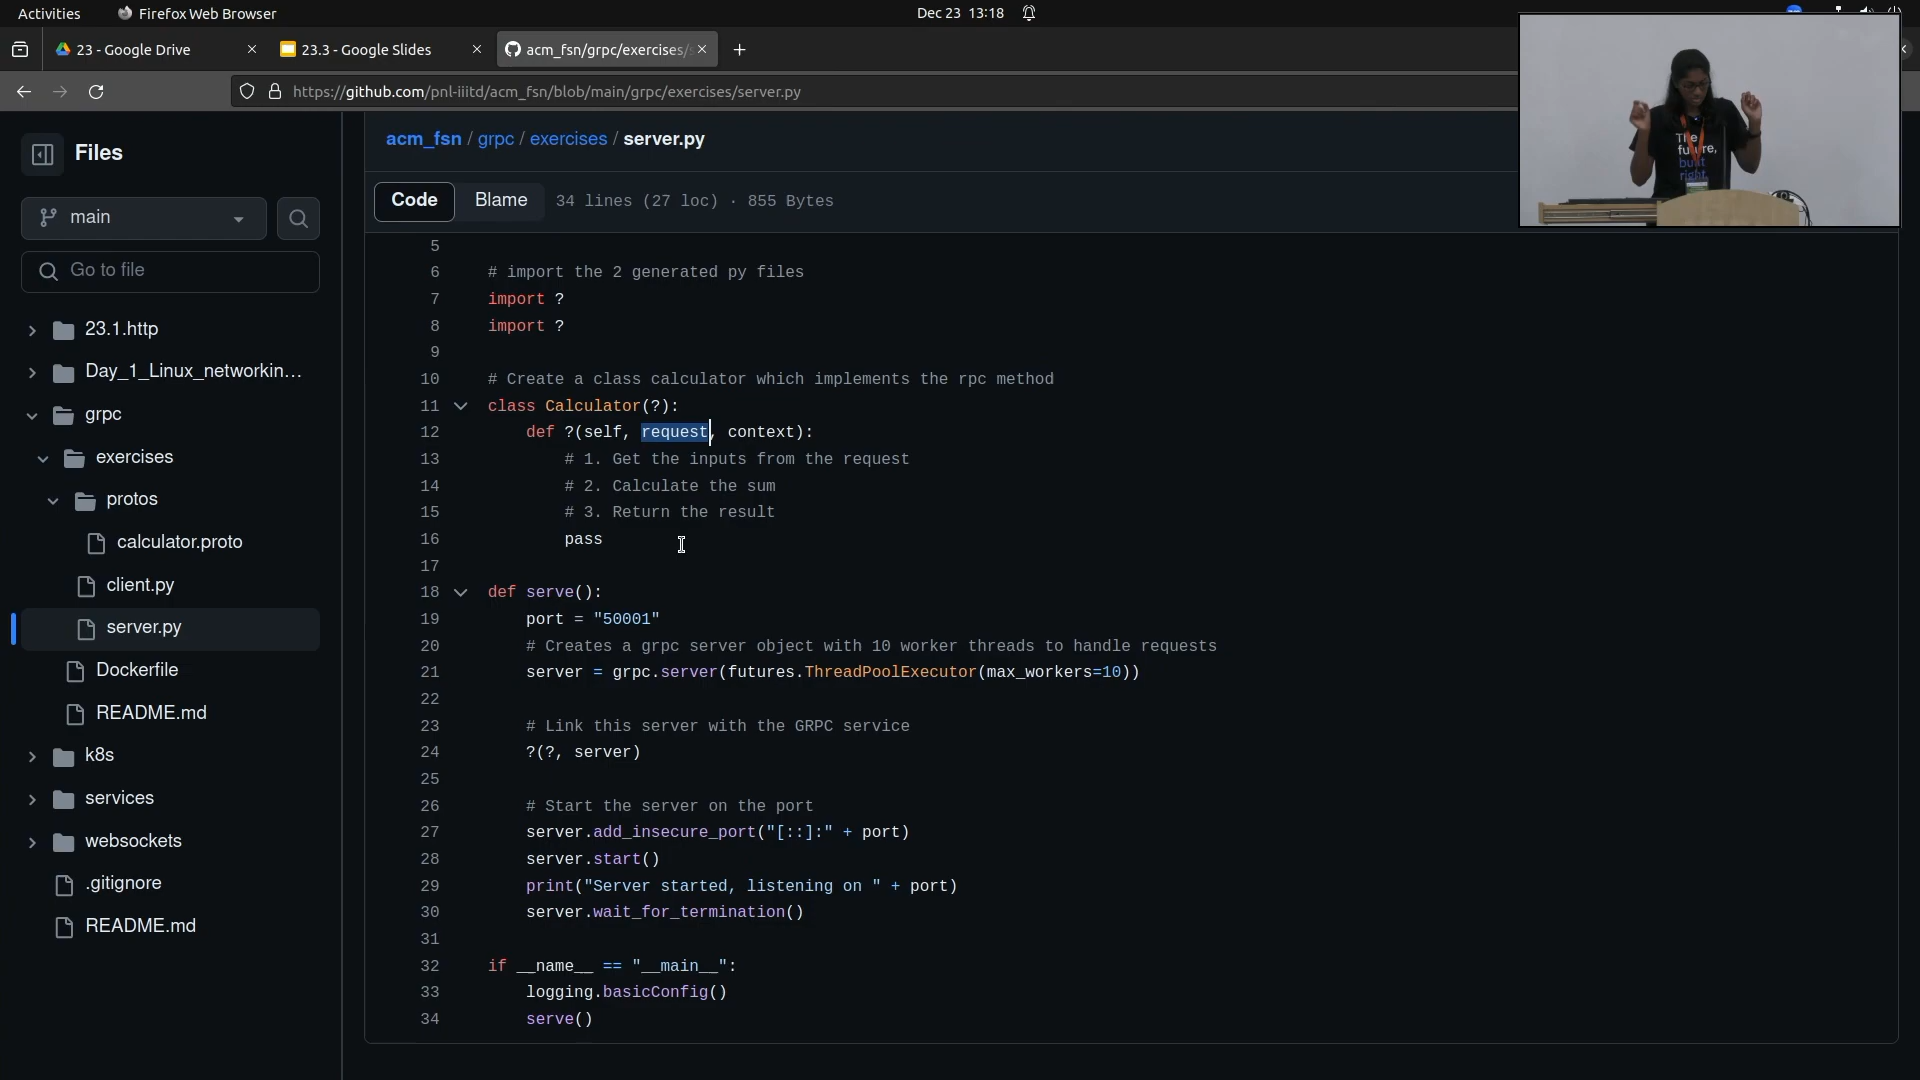 Activities
Firefox Web Browser
Dec 23 13:18
23 - Google Drive
23.3 - Google Slides
acm_fsn/grpc/exercises/
https://github.com/pnl-iiitd/acm_fsn/blob/main/grpc/exercises/server.py
The
future,
built
right.
Files
main
Go to file
23.1.http
Day_1_Linux_networkin...
grpc
exercises
protos
calculator.proto
client.py
server.py
Dockerfile
README.md
k8s
services
websockets
.gitignore
README.md
acm_fsn / grpc / exercises / server.py
Code
Blame
34 lines (27 loc) · 855 Bytes
5
6 # import the 2 generated py files
7 import ?
8 import ?
9
10 # Create a class calculator which implements the rpc method
11 class Calculator(?):
12 def ?(self, request, context):
13 # 1. Get the inputs from the request
14 # 2. Calculate the sum
15 # 3. Return the result
16 pass
17
18 def serve():
19 port = "50001"
20 # Creates a grpc server object with 10 worker threads to handle requests
21 server = grpc.server(futures.ThreadPoolExecutor(max_workers=10))
22
23 # Link this server with the GRPC service
24 ?(?, server)
25
26 # Start the server on the port
27 server.add_insecure_port("[::]:" + port)
28 server.start()
29 print("Server started, listening on " + port)
30 server.wait_for_termination()
31
32 if __name__ == "__main__":
33 logging.basicConfig()
34 serve()